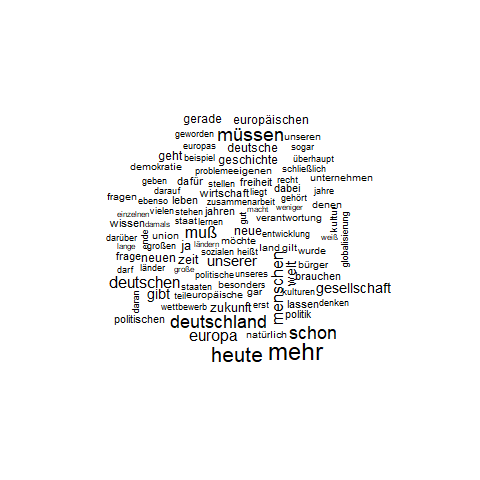 gerade europäischen
geworden müssen unseren
europas deutsche sogar
geht beispiel geschichte überhaupt
demokratie problemeeigenen schließlich
geben dafür stellen freiheit recht unternehmen
darauf wirtschaft liegt dabei jahre
fragen ebenso leben zusammenarbeit gehört
einzelnen vielen stehen jahren gut macht weniger denen kultur
wissen damals staat lernen verantwortung
darüber ende union muß neue entwicklung weiß globalisierung
lange großen ja ländern möchte land gilt wurde
frage neuen zeit sozialen heißt unserer menschen welt bürger
darf länder große politische unseres brauchen
deutschen staaten besonders kulturen gesellschaft
daran gibt teil europäische gar
wettbewerb zukunft erst lassen denken
politischen deutschland politik
europa natürlich schon
heute mehr